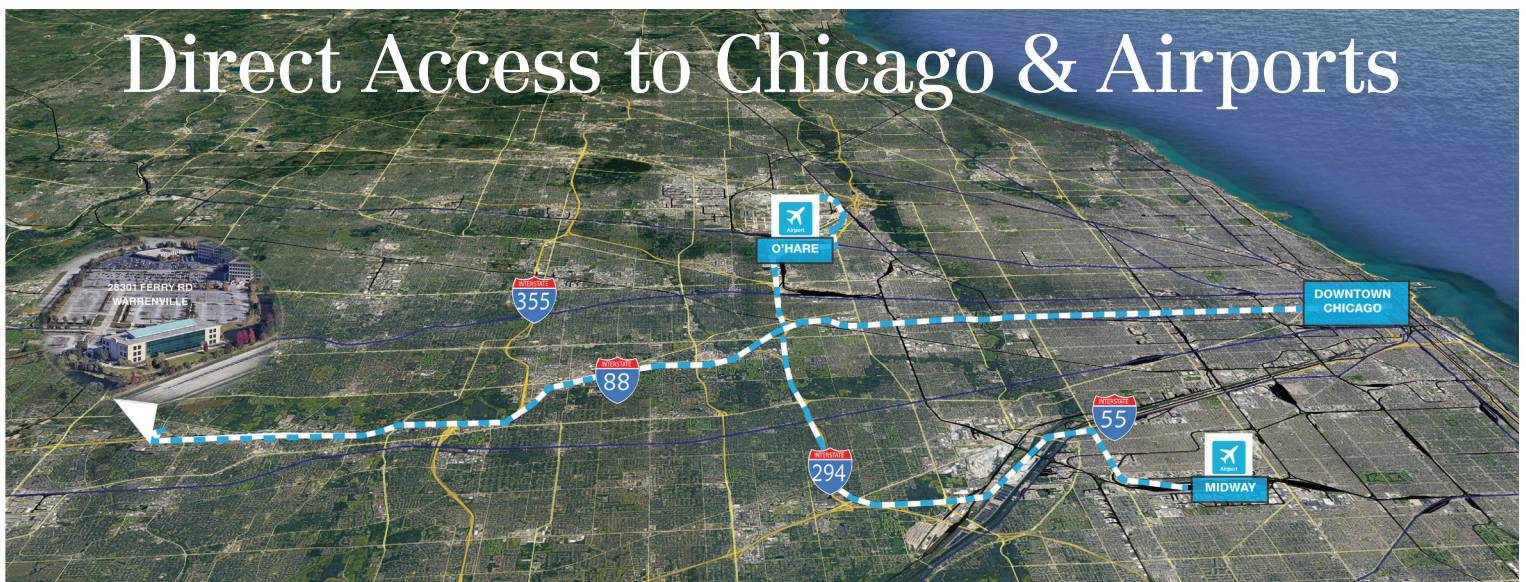 Direct Access to Chicago & Airports
Airport
O'HARE
28301 FERRY RD
WARRENVILLE
INTERSTATE
355
DOWNTOWN
CHICAGO
INTERSTATE
88
INTERSTATE
55
INTERSTATE
294
Airport
MIDWAY